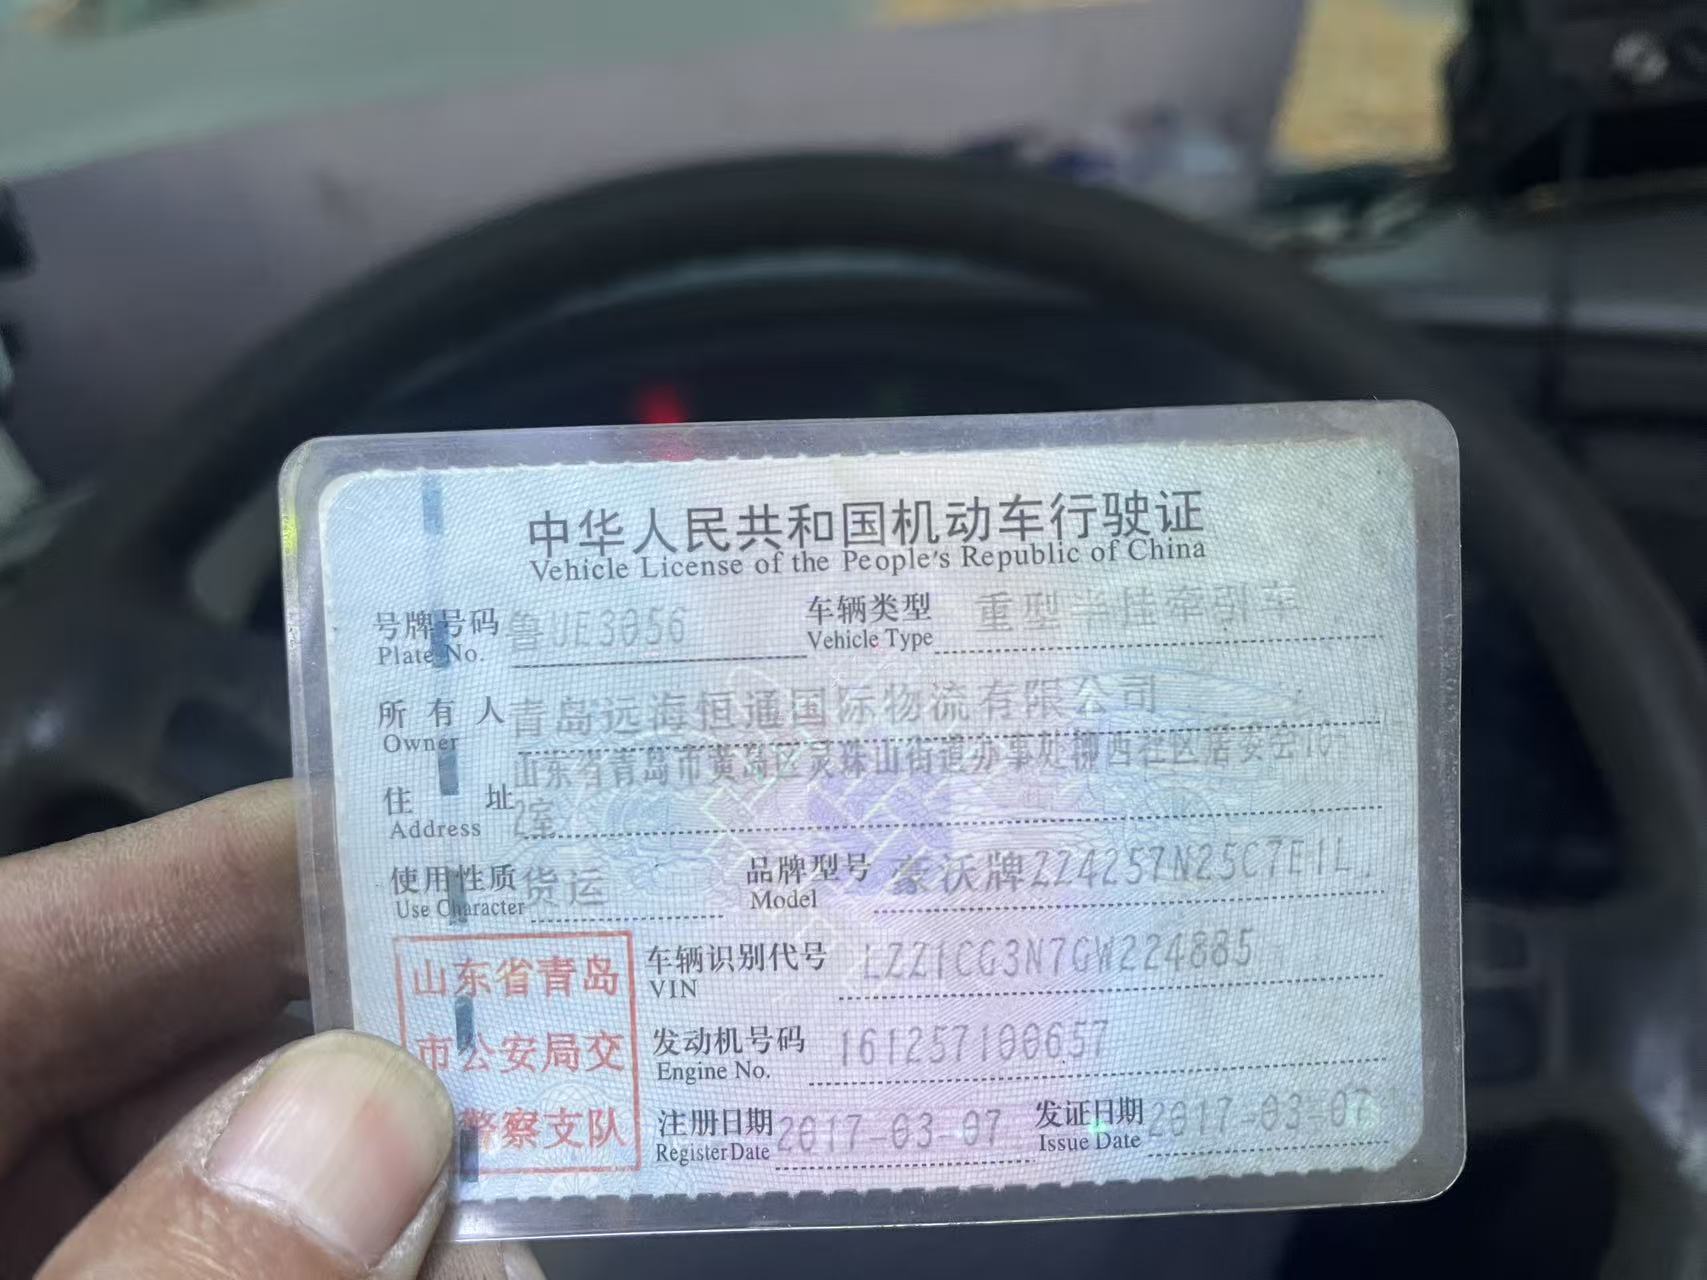 中华人民共和国机动车行驶证
Vehicle License of the People's Republic of China
号牌号码 鲁UE3056 车辆类型 重型半挂牵引车
Plate No. Vehicle Type
所有人 青岛远海恒通国际物流有限公司
Owner
山东省青岛市黄岛区灵珠山街道办事处柳西社区居安会
住址 2室
Address
使用性质 货运 品牌型号 豪沃牌ZZ4257N25C7E1L
Use Character Model
山东省青岛 车辆识别代号 LZZ1CG3N7GW224885
VIN
市公安局交 发动机号码 161257100657
Engine No.
警察支队 注册日期 2017-03-07 发证日期 2017-03-07
Register Date Issue Date